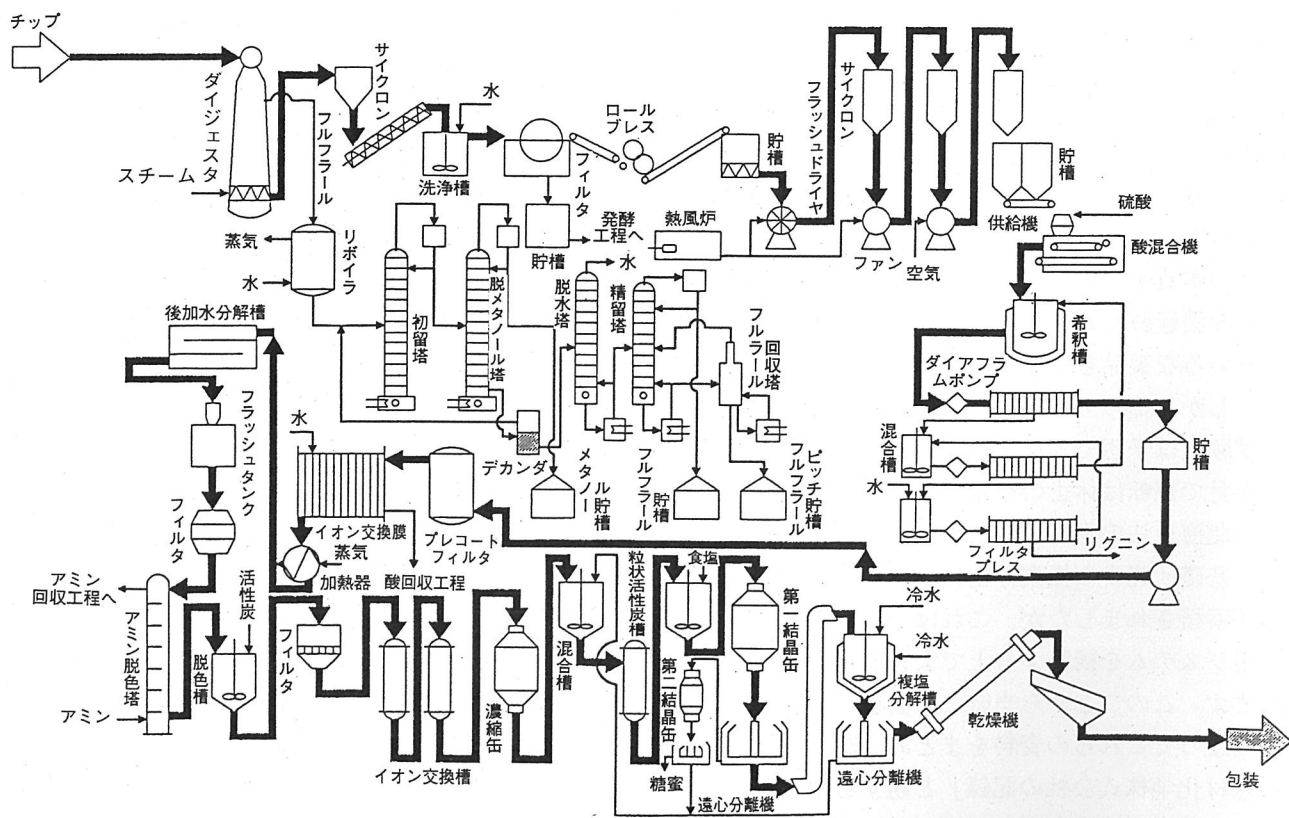 チップ
ダイジェスタ
スチーム
サイクロン
フルフラール
水
洗浄槽
フィルタ
貯槽
発酵
工程へ
ロール
プレス
貯槽
フラッシュドライヤ
サイクロン
熱風炉
ファン
空気
貯槽
供給機
硫酸
酸混合機
希釈槽
蒸気
水
リボイラ
初留塔
脱メタノール塔
デカンダ
脱水塔
水
精留塔
フルフラール
回収塔
メタノー
ル貯槽
フルフラール
貯槽
ピッチ貯槽
フルフラール
ダイアフラ
ムポンプ
混合槽
水
フィルタ
プレス
リグニン
貯槽
後加水分解槽
フラッシュタンク
フィルタ
水
イオン交換膜
プレコート
フィルタ
蒸気
加熱器
酸回収工程
アミン
回収工程へ
アミン脱色塔
アミン
活性炭
脱色槽
フィルタ
イオン交換槽
濃縮缶
混合槽
粒状活性炭槽
食塩
第一結晶缶
第二結晶缶
糖蜜
遠心分離機
冷水
冷水
複塩
分解槽
遠心分離機
乾燥機
包装